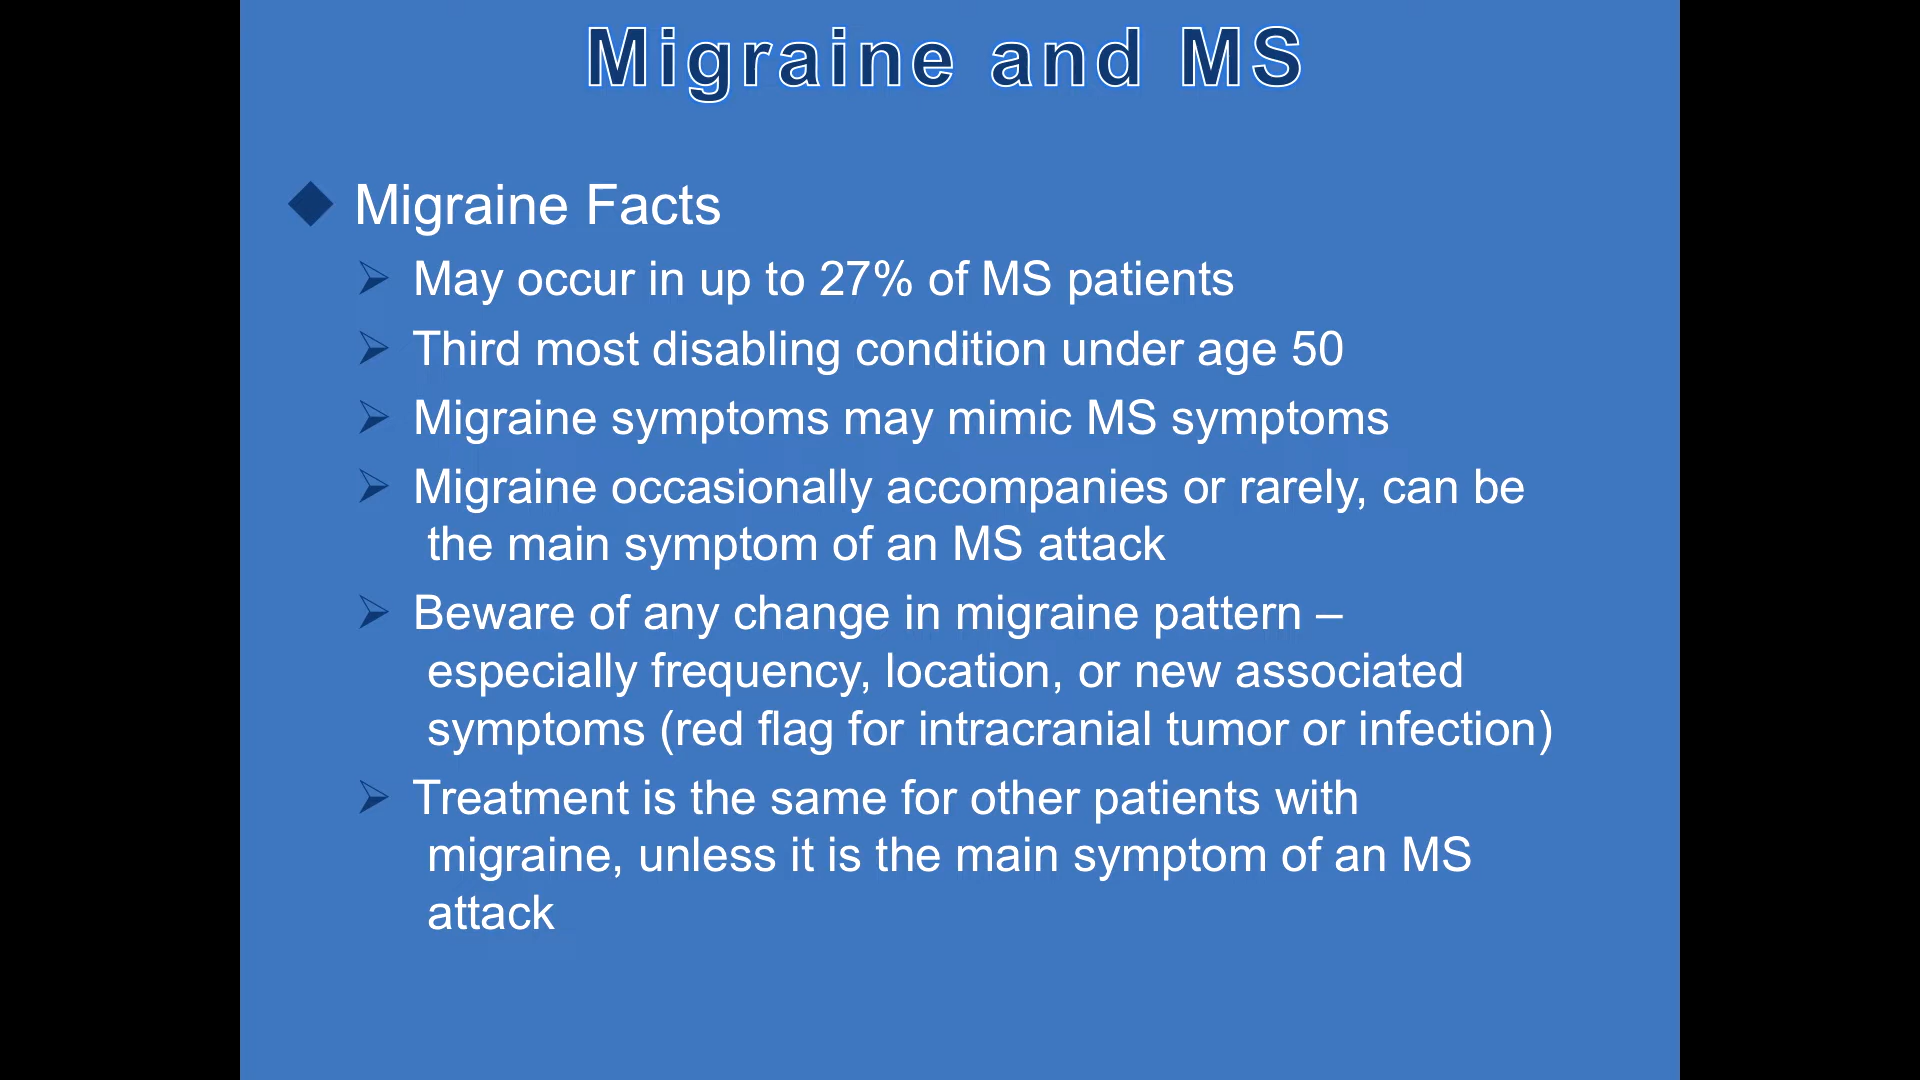 Migraine and MS
Migraine Facts
May occur in up to 27% of MS patients
Third most disabling condition under age 50
Migraine symptoms may mimic MS symptoms
Migraine occasionally accompanies or rarely, can be
the main symptom of an MS attack
Beware of any change in migraine pattern –
especially frequency, location, or new associated
symptoms (red flag for intracranial tumor or infection)
Treatment is the same for other patients with
migraine, unless it is the main symptom of an MS
attack